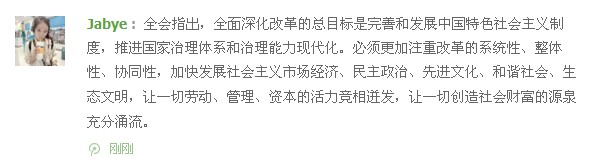 Jabye：全会指出，全面深化改革的总目标是完善和发展中国特色社会主义制
度，推进国家治理体系和治理能力现代化。必须更加注重改革的系统性、整体
性、协同性，加快发展社会主义市场经济、民主政治、先进文化、和谐社会、生
态文明，让一切劳动、管理、资本的活力竞相迸发，让一切创造社会财富的源泉
充分涌流。
刚刚